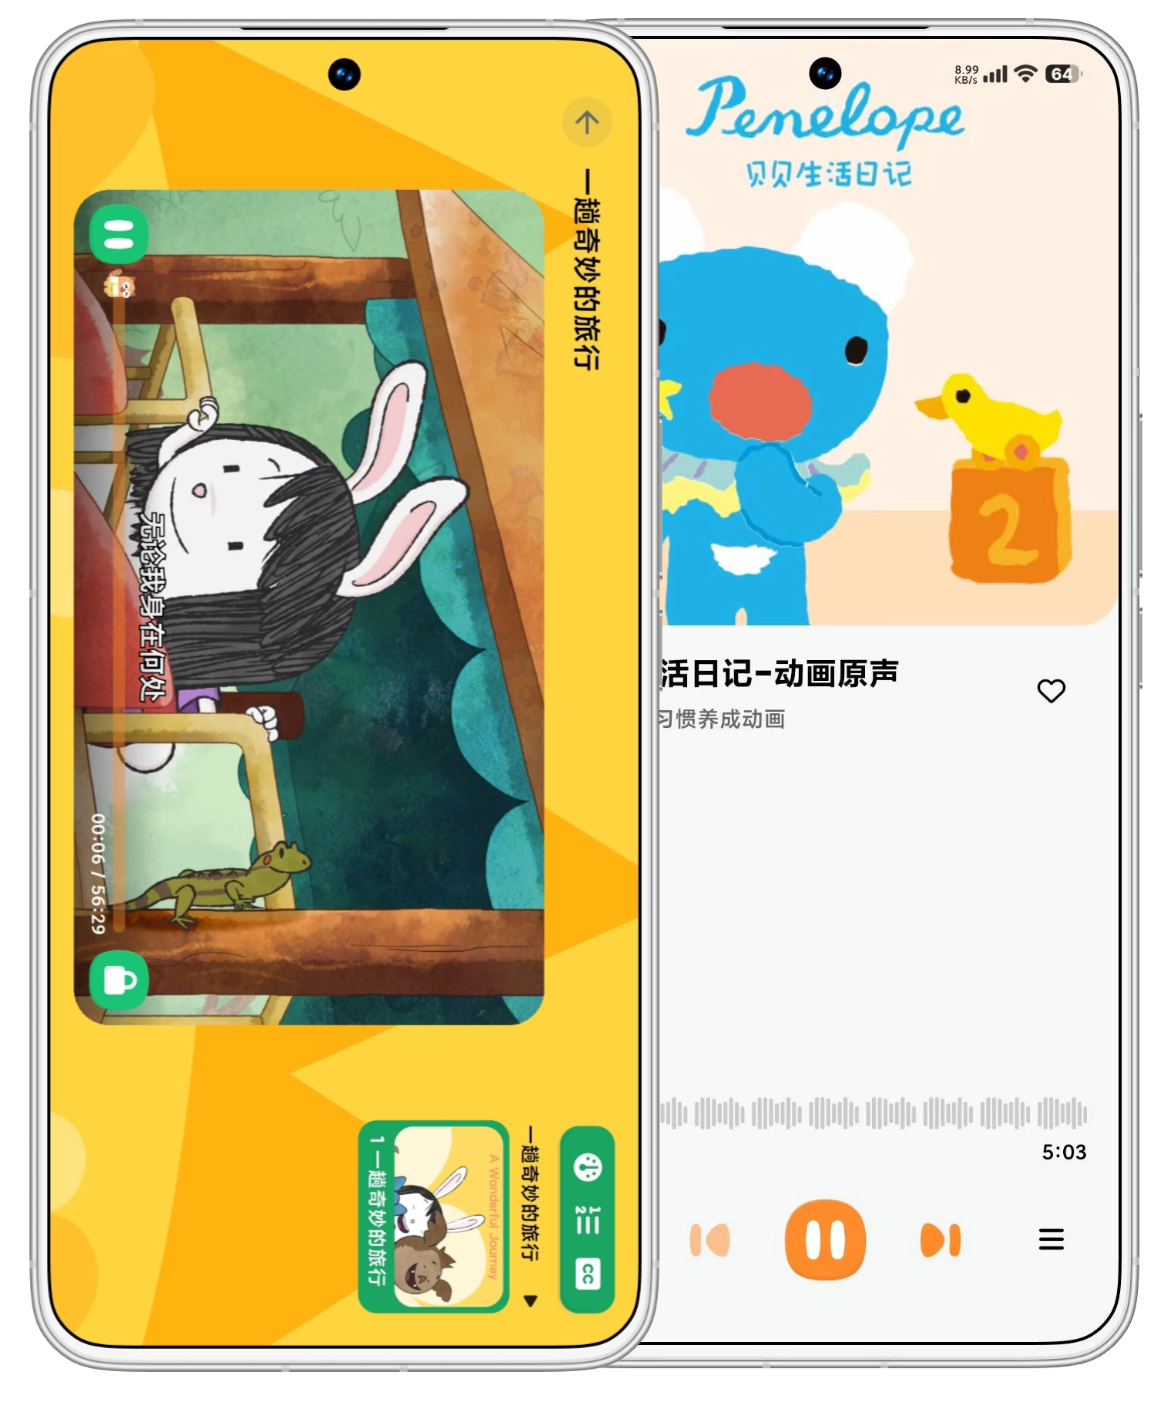 一趟奇妙的旅行
无论我身在何处
00:06 / 56:29
1
2
CC
一趟奇妙的旅行
A Wonderful Journey
1 一趟奇妙的旅行
8.99
KB/s
64
Penelope
贝贝生活日记
2
活日记-动画原声
习惯养成动画
5:03